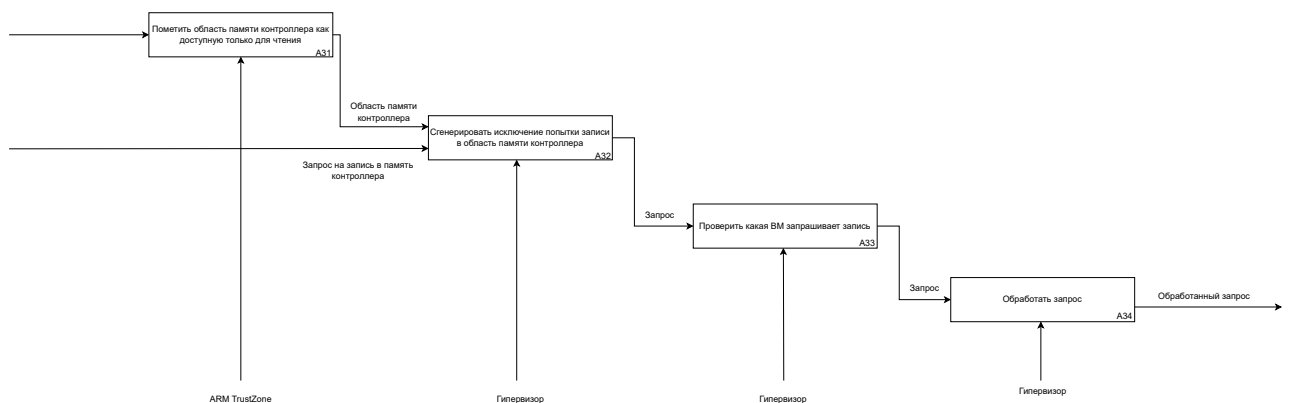 Пометить область памяти контроллера как
доступную только для чтения
A31
Область памяти
контроллера
Сгенерировать исключение попытки записи
в область памяти контроллера
A32
Запрос на запись в память
контроллера
Запрос
Проверить какая ВМ запрашивает запись
A33
Запрос
Обработать запрос
A34
Обработанный запрос
ARM TrustZone
Гипервизор
Гипервизор
Гипервизор